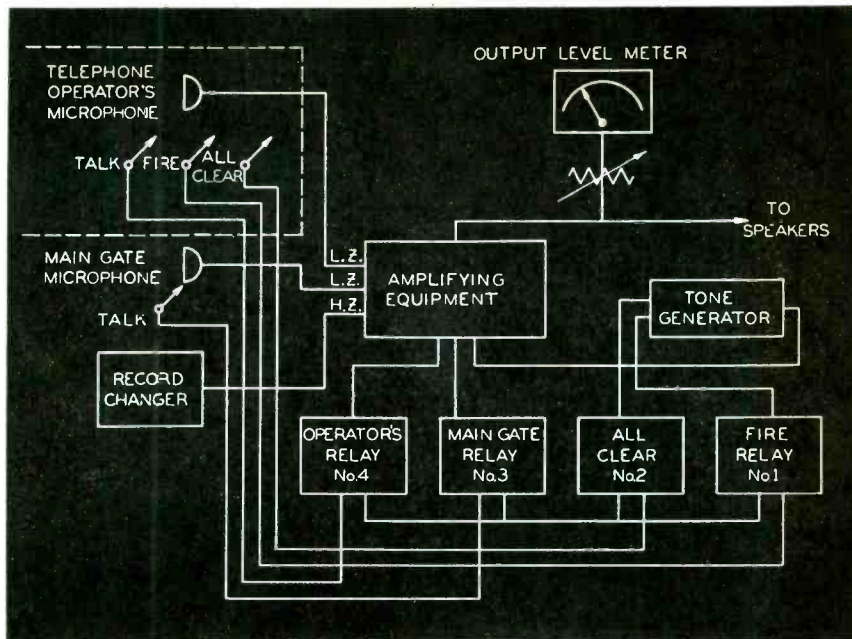 TELEPHONE
OPERATOR'S
MICROPHONE
TALK FIRE ALL
CLEAR
MAIN GATE
MICROPHONE
TALK
RECORD
CHANGER
OUTPUT LEVEL METER
TO
SPEAKERS
L.Z.
L.Z.
H.Z.
AMPLIFYING
EQUIPMENT
TONE
GENERATOR
OPERATOR'S
RELAY
No.4
MAIN GATE
RELAY
No.3
ALL
CLEAR
No.2
FIRE
RELAY
No.1